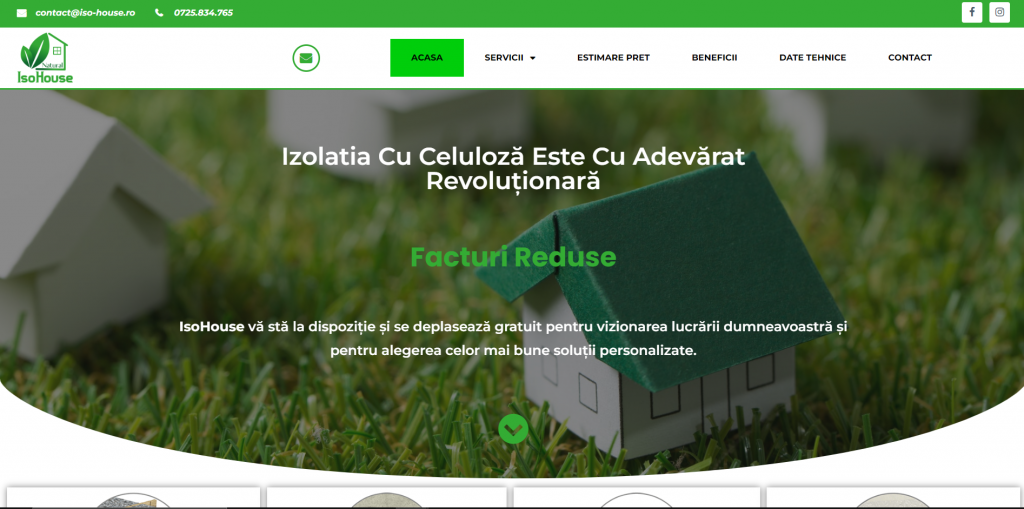 contact@iso-house.ro 0725.834.765
Natural
IsoHouse
ACASA SERVICII ESTIMARE PRET BENEFICII DATE TEHNICE CONTACT
Izolatia Cu Celuloză Este Cu Adevărat
Revoluționară
Facturi Reduse
IsoHouse vă stă la dispoziție și se deplasează gratuit pentru vizionarea lucrării dumneavoastră și
pentru alegerea celor mai bune soluții personalizate.